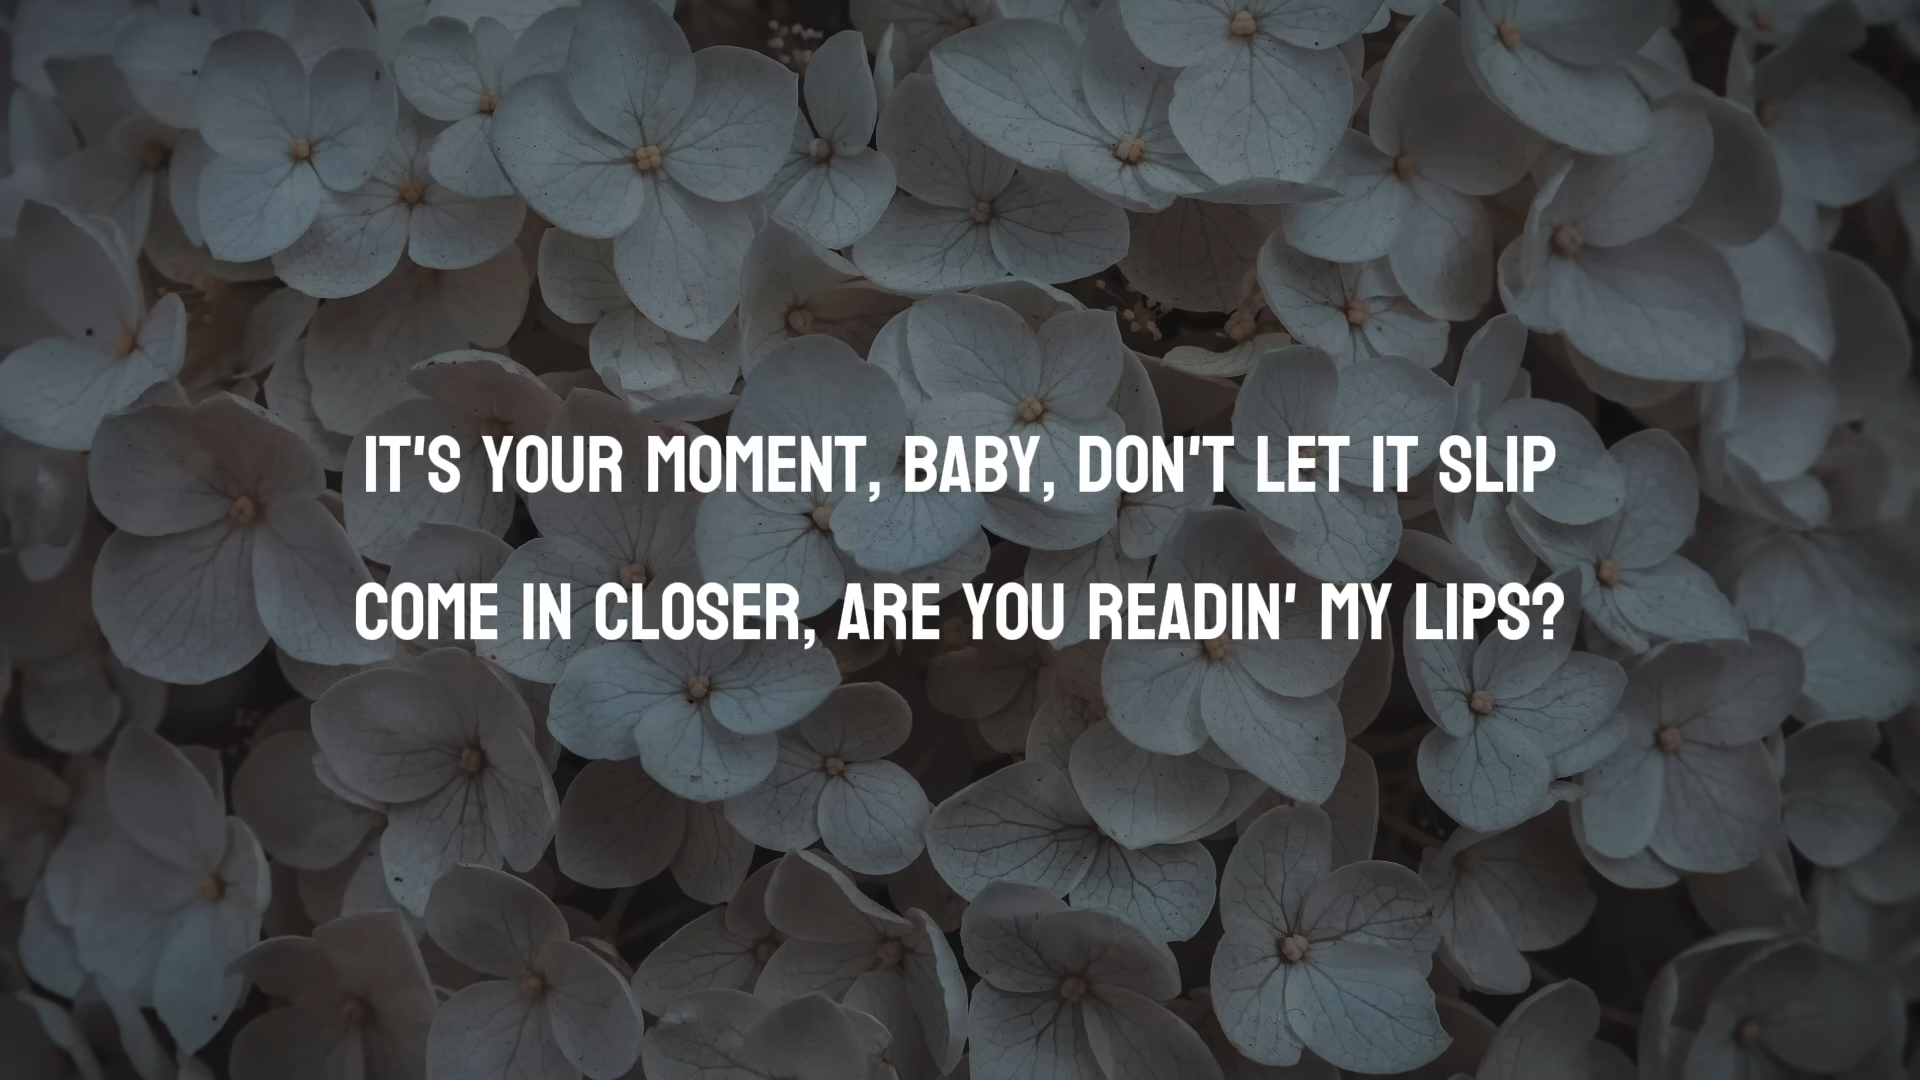 IT'S YOUR MOMENT, BABY, DON'T LET IT SLIP
COME IN CLOSER, ARE YOU READIN' MY LIPS?